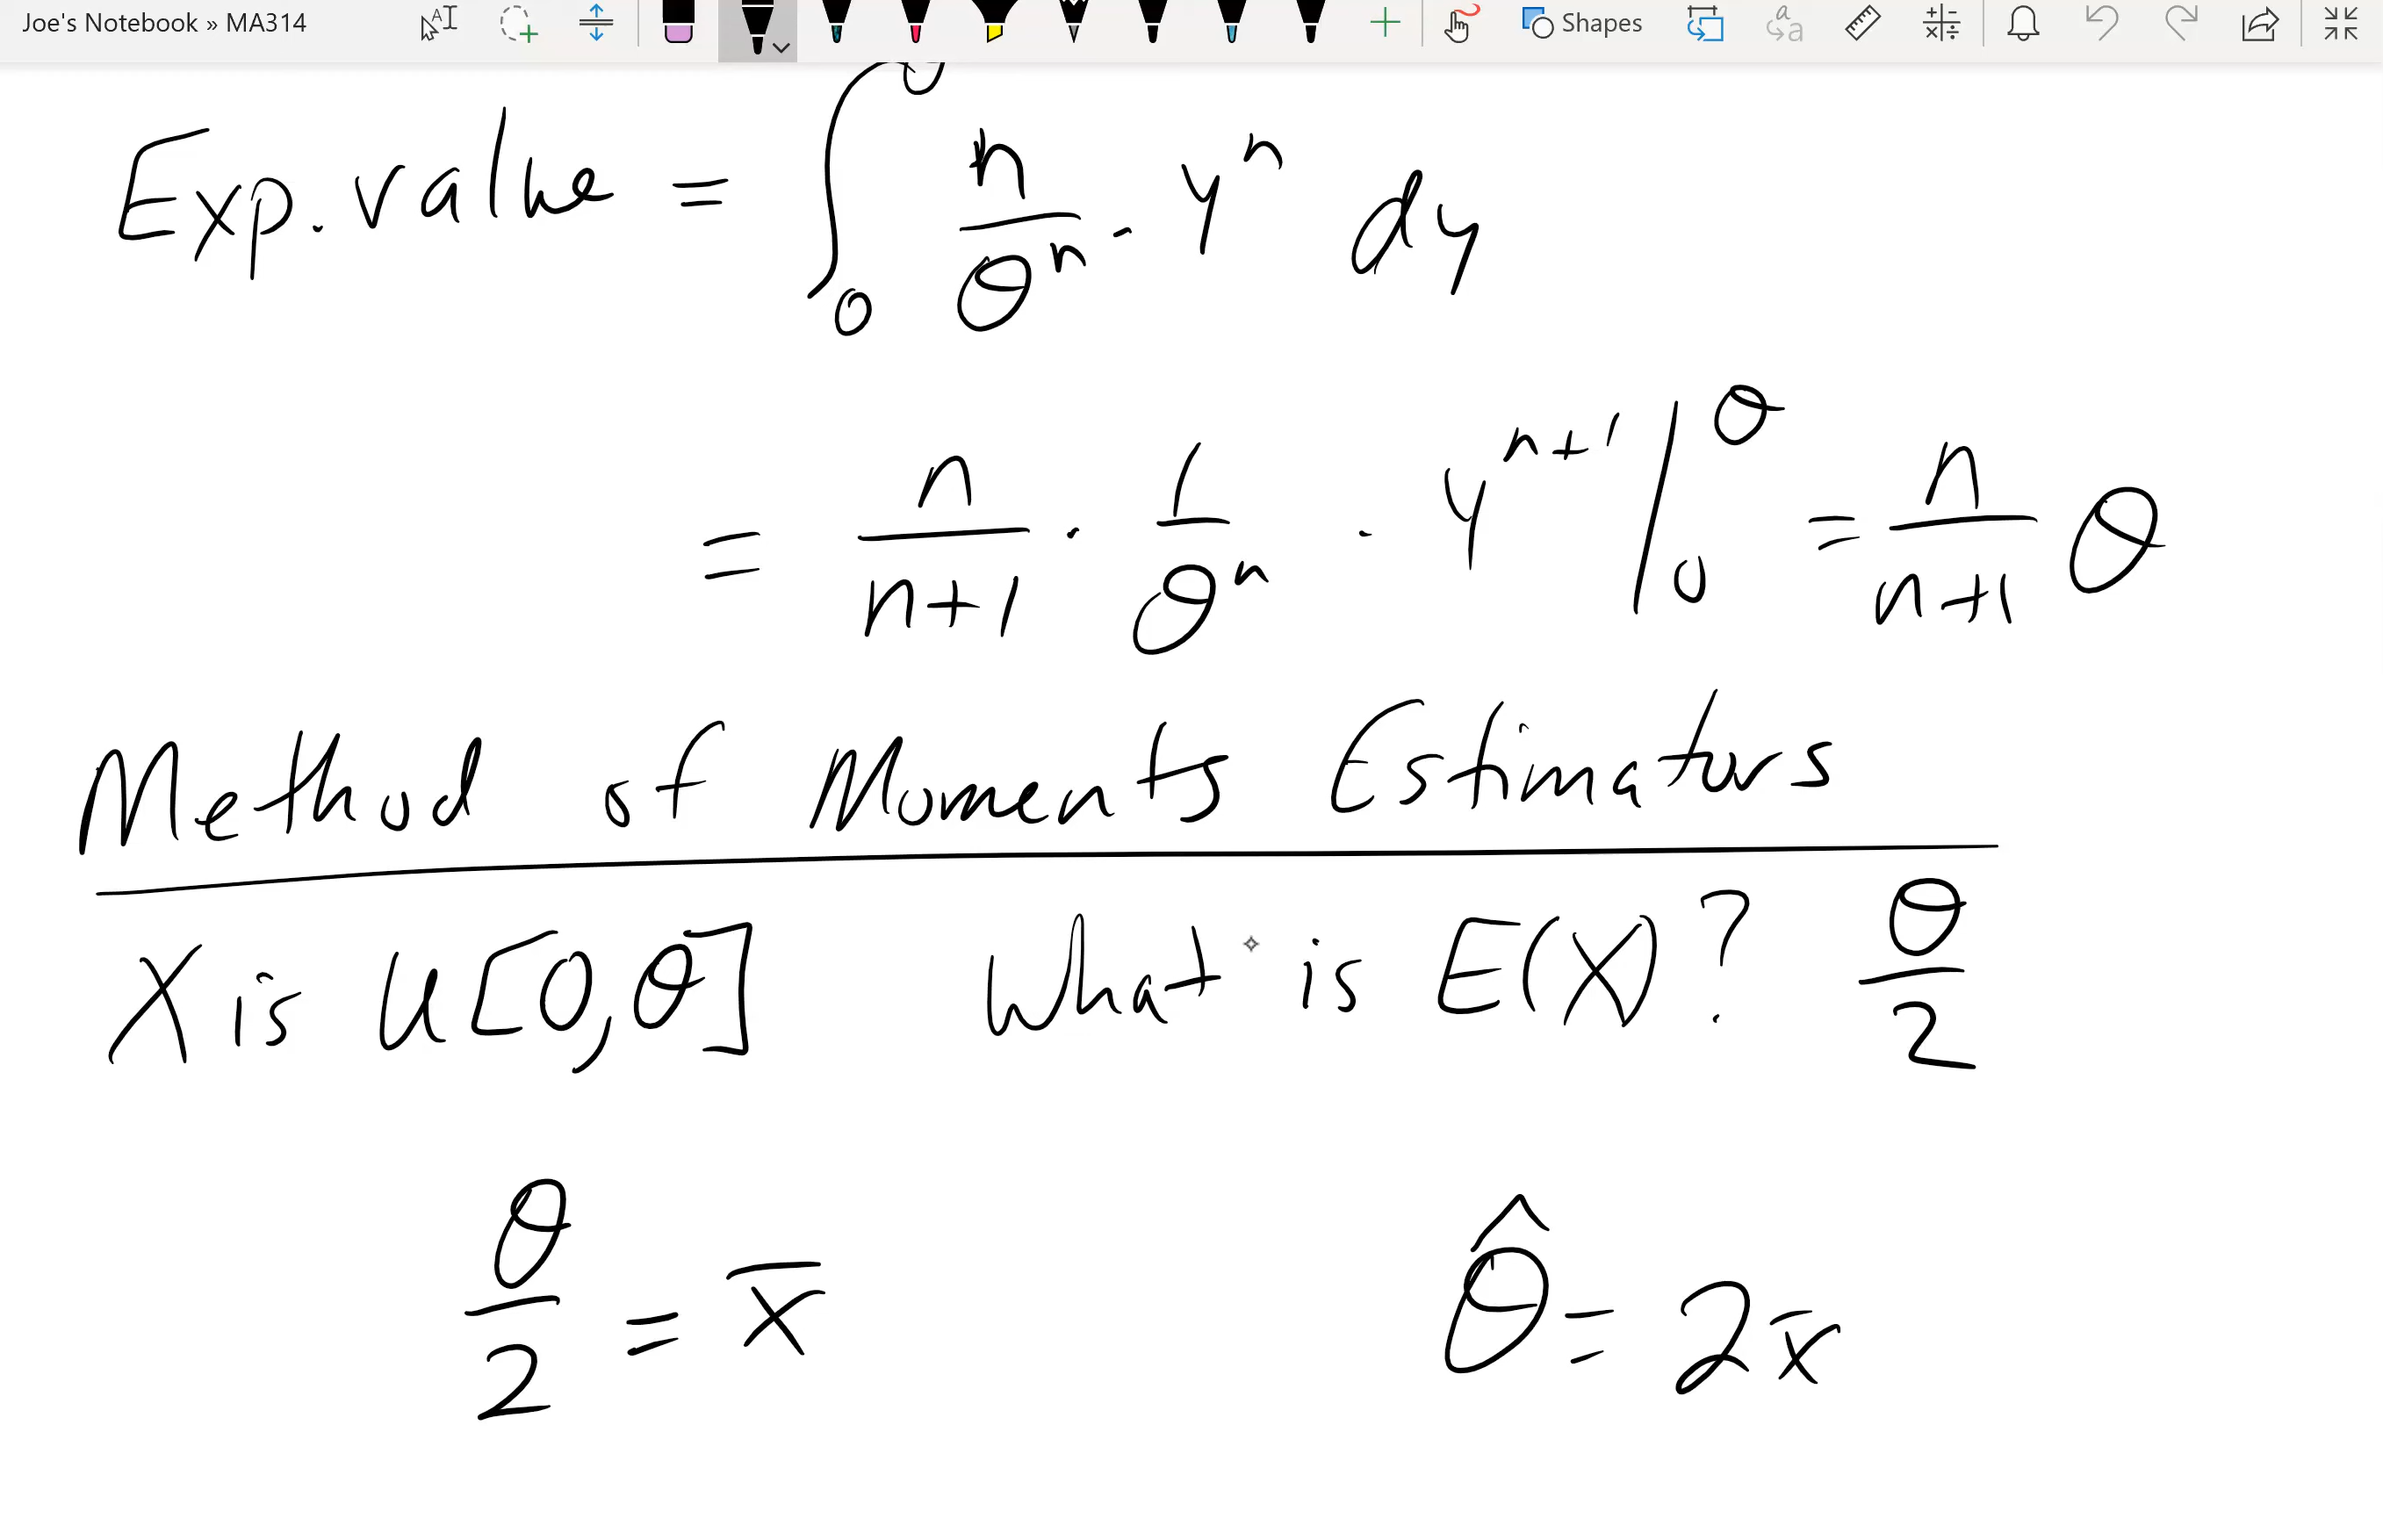 Joe's Notebook » MA314
Shapes
Exp. value = ∫₀^θ n/θⁿ · yⁿ dy
= n/(n+1) · 1/θⁿ · yⁿ⁺¹ |₀^θ = n/(n+1) θ
Method of Moments Estimators
X is U[0,θ] What is E(X)? θ/2
θ/2 = x̄ θ̂ = 2x̄